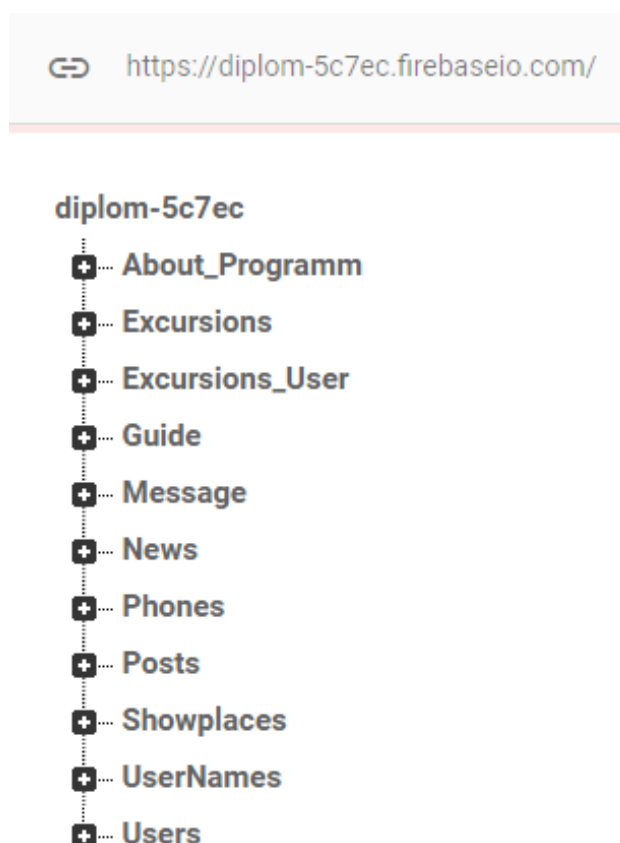 https://diplom-5c7ec.firebaseio.com/
diplom-5c7ec
About_Programm
Excursions
Excursions_User
Guide
Message
News
Phones
Posts
Showplaces
UserNames
Users